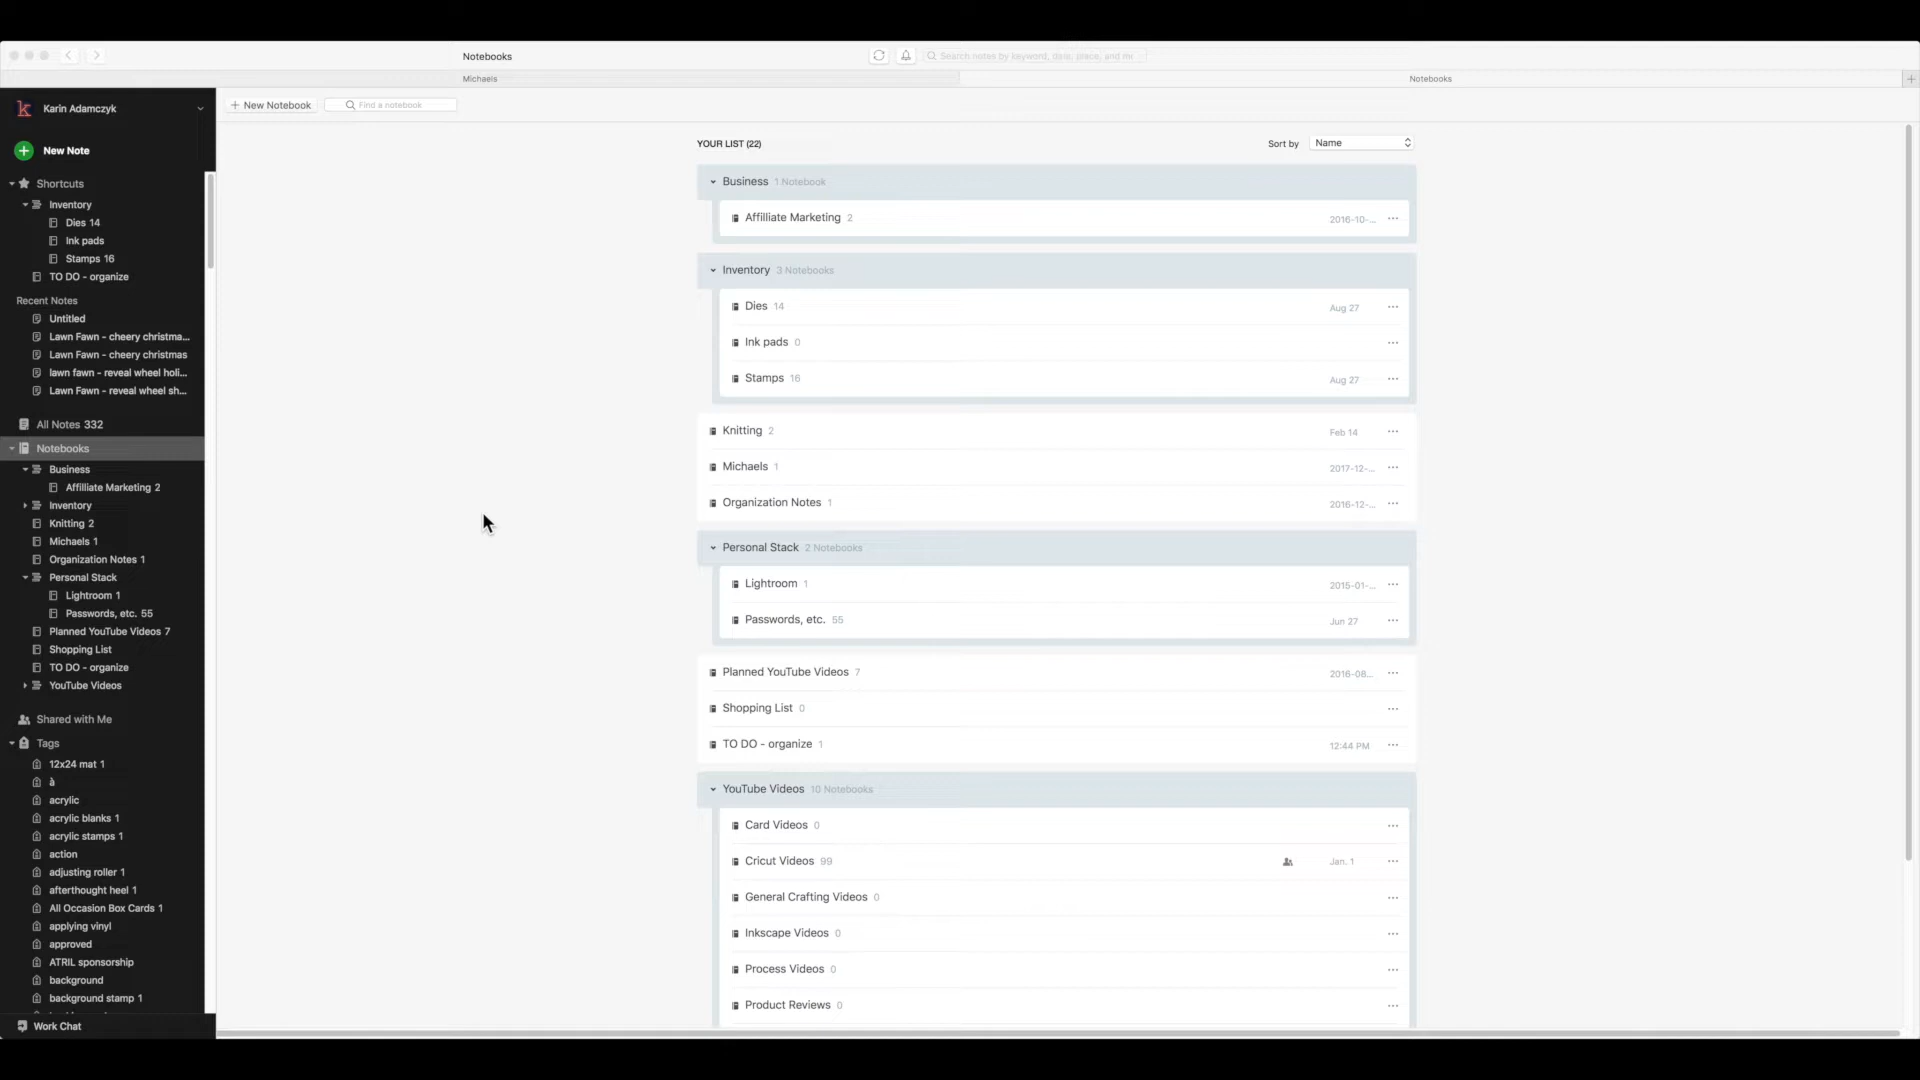 Notebooks
Search notes by keyword, date, place, and mr
Michaels
Notebooks
Karin Adamczyk
New Notebook
Find a notebook
New Note
Shortcuts
Inventory
Dies 14
Ink pads
Stamps 16
TO DO - organize
Recent Notes
Untitled
Lawn Fawn - cheery christma...
Lawn Fawn - cheery christmas
lawn fawn - reveal wheel holi...
Lawn Fawn - reveal wheel sh...
All Notes 332
Notebooks
Business
Affilliate Marketing 2
Inventory
Knitting 2
Michaels 1
Organization Notes 1
Personal Stack
Lightroom 1
Passwords, etc. 55
Planned YouTube Videos 7
Shopping List
TO DO - organize
YouTube Videos
Shared with Me
Tags
12x24 mat 1
à
acrylic
acrylic blanks 1
acrylic stamps 1
action
adjusting roller 1
afterthought heel 1
All Occasion Box Cards 1
applying vinyl
approved
ATRIL sponsorship
background
background stamp 1
Work Chat
YOUR LIST (22)
Sort by Name
Business 1 Notebook
Affilliate Marketing 2 2016-10-...
Inventory 3 Notebooks
Dies 14 Aug 27
Ink pads 0
Stamps 16 Aug 27
Knitting 2 Feb 14
Michaels 1 2017-12-...
Organization Notes 1 2016-12-...
Personal Stack 2 Notebooks
Lightroom 1 2015-01-...
Passwords, etc. 55 Jun 27
Planned YouTube Videos 7 2016-08...
Shopping List 0
TO DO - organize 1 12:44 PM
YouTube Videos 10 Notebooks
Card Videos 0
Cricut Videos 99 Jan. 1
General Crafting Videos 0
Inkscape Videos 0
Process Videos 0
Product Reviews 0